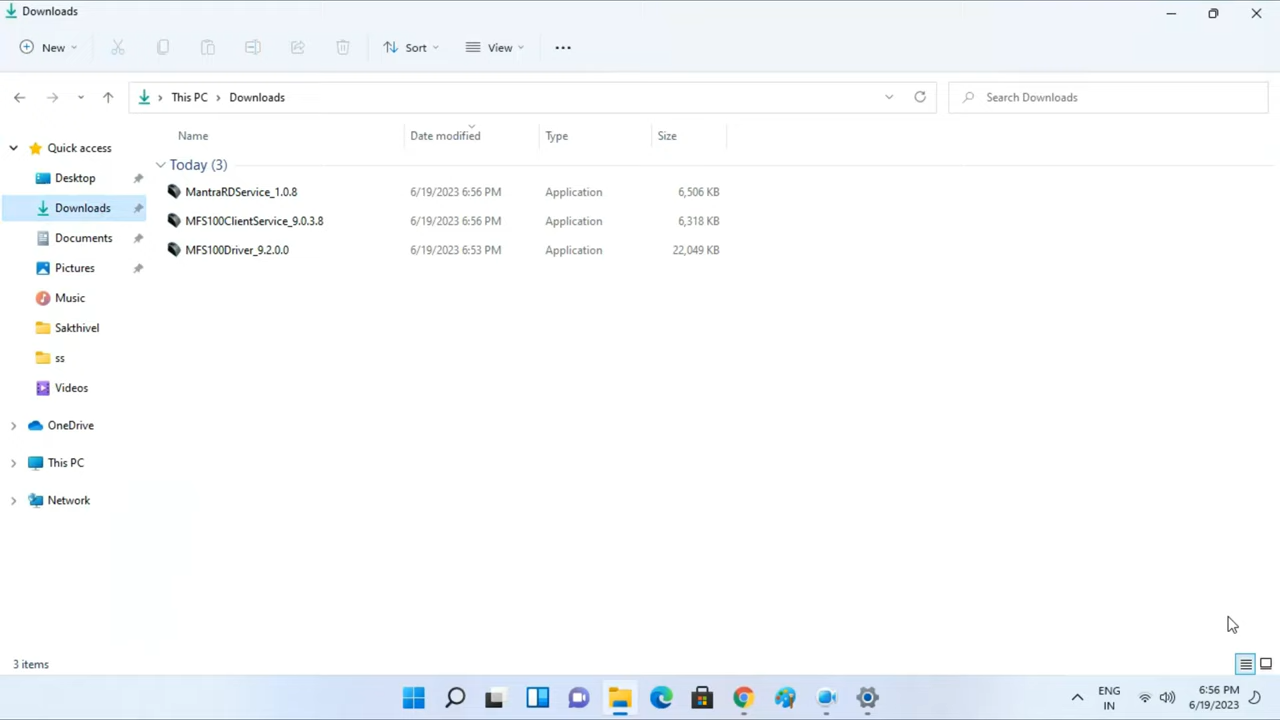 Downloads
New
Sort
View
This PC
Downloads
Search Downloads
Name
Date modified
Type
Size
Quick access
Desktop
Downloads
Documents
Pictures
Music
Sakthivel
ss
Videos
OneDrive
This PC
Network
Today (3)
MantraRDService_1.0.8 6/19/2023 6:56 PM Application 6,506 KB
MFS100ClientService_9.0.3.8 6/19/2023 6:56 PM Application 6,318 KB
MFS100Driver_9.2.0.0 6/19/2023 6:53 PM Application 22,049 KB
3 items
ENG
IN
6:56 PM
6/19/2023